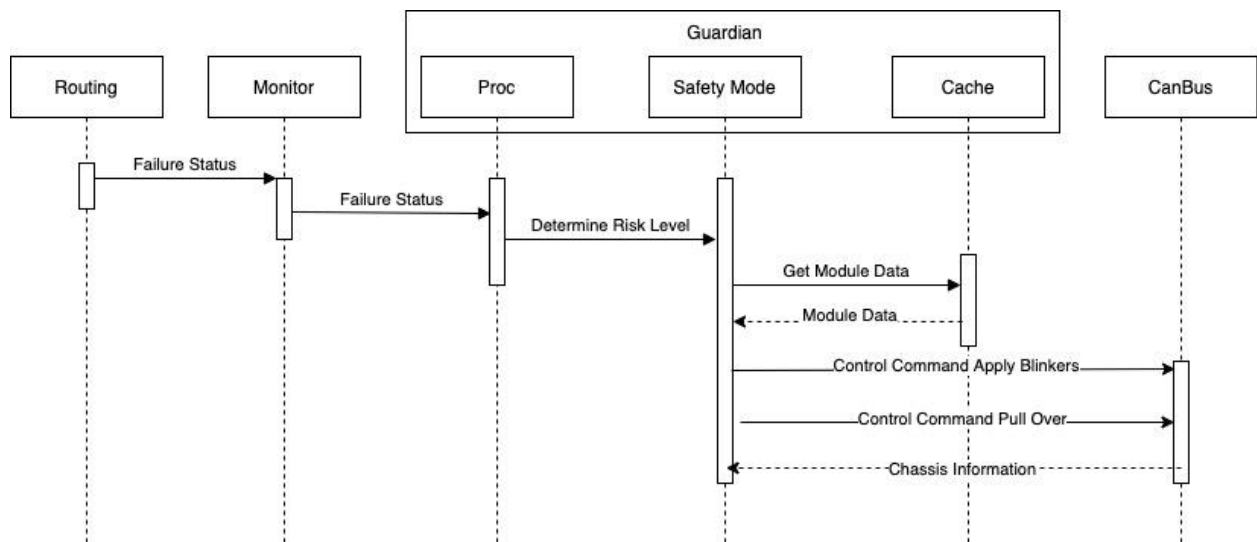 Guardian
Routing
Monitor
Proc
Safety Mode
Cache
CanBus
Failure Status
Failure Status
Determine Risk Level
Get Module Data
Module Data
Control Command Apply Blinkers
Control Command Pull Over
Chassis Information